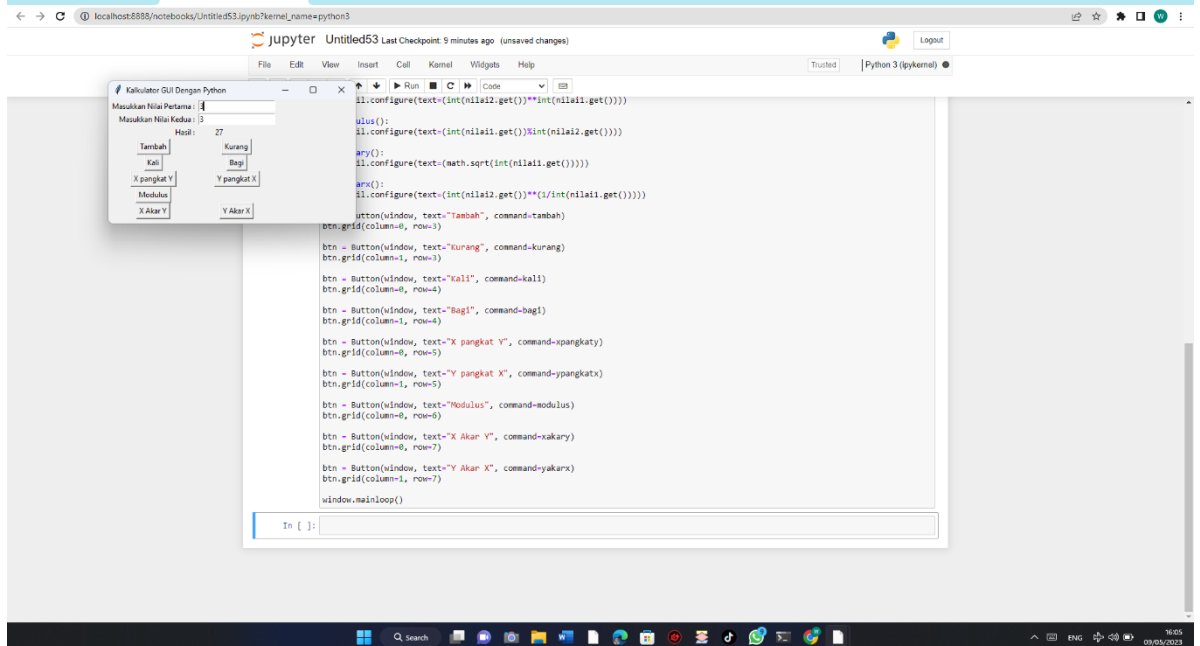 localhost:8888/notebooks/Untitled53.ipynb?kernel_name=python3
W
jupyter Untitled53 Last Checkpoint: 9 minutes ago (unsaved changes)
Logout
File Edit View Insert Cell Kernel Widgets Help
Trusted
Python 3 (ipykernel)
Run
Code
Kalkulator GUI Dengan Python
Masukkan Nilai Pertama : 3
Masukkan Nilai Kedua : 3
Hasil : 27
Tambah Kurang
Kali Bagi
X pangkat Y Y pangkat X
Modulus
X Akar Y Y Akar X
il.configure(text=(int(nilai2.get())**int(nilai1.get())))
ulus():
il.configure(text=(int(nilai1.get())%int(nilai2.get())))
ary():
il.configure(text=(math.sqrt(int(nilai1.get()))))
arx():
il.configure(text=(int(nilai2.get())**(1/int(nilai1.get()))))
utton(window, text="Tambah", command=tambah)
btn.grid(column=0, row=3)
btn = Button(window, text="Kurang", command=kurang)
btn.grid(column=1, row=3)
btn = Button(window, text="Kali", command=kali)
btn.grid(column=0, row=4)
btn = Button(window, text="Bagi", command=bagi)
btn.grid(column=1, row=4)
btn = Button(window, text="X pangkat Y", command=xpangkaty)
btn.grid(column=0, row=5)
btn = Button(window, text="Y pangkat X", command=ypangkatx)
btn.grid(column=1, row=5)
btn = Button(window, text="Modulus", command=modulus)
btn.grid(column=0, row=6)
btn = Button(window, text="X Akar Y", command=xakary)
btn.grid(column=0, row=7)
btn = Button(window, text="Y Akar X", command=yakarx)
btn.grid(column=1, row=7)
window.mainloop()
In [ ]:
Search
ENG
16:05
09/05/2023